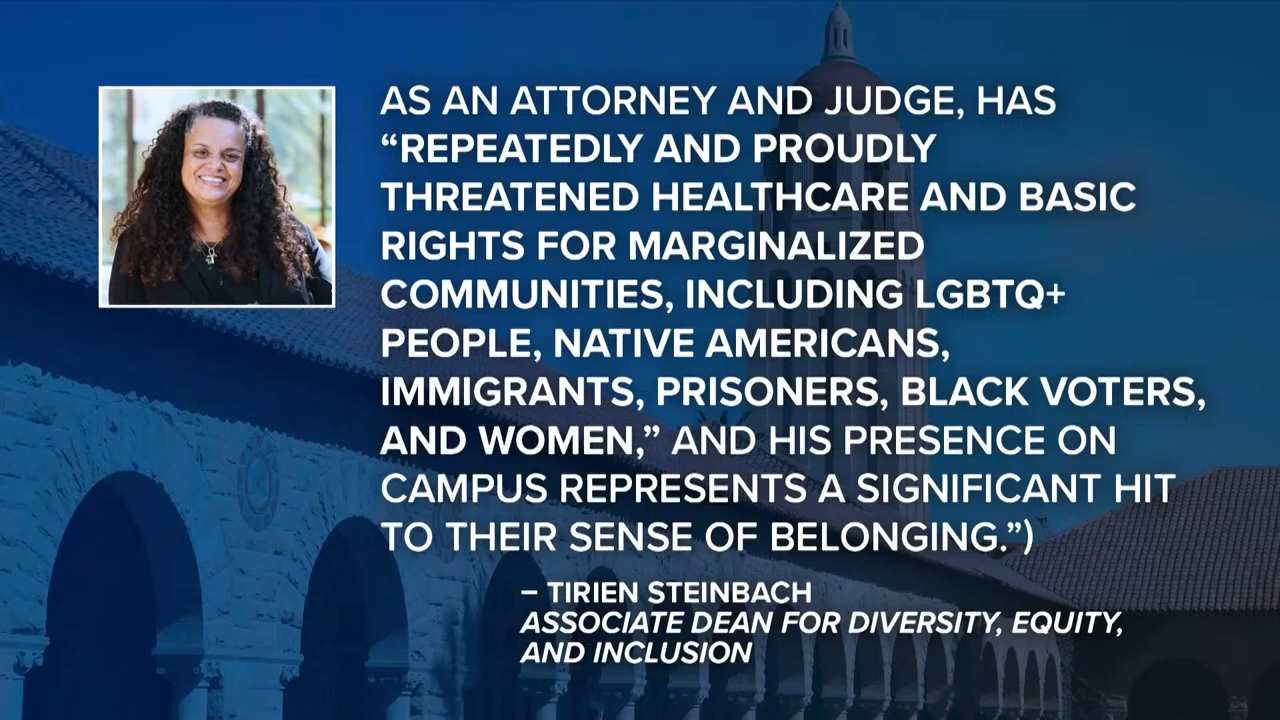 AS AN ATTORNEY AND JUDGE, HAS
“REPEATEDLY AND PROUDLY
THREATENED HEALTHCARE AND BASIC
RIGHTS FOR MARGINALIZED
COMMUNITIES, INCLUDING LGBTQ+
PEOPLE, NATIVE AMERICANS,
IMMIGRANTS, PRISONERS, BLACK VOTERS,
AND WOMEN,” AND HIS PRESENCE ON
CAMPUS REPRESENTS A SIGNIFICANT HIT
TO THEIR SENSE OF BELONGING.”)
– TIRIEN STEINBACH
ASSOCIATE DEAN FOR DIVERSITY, EQUITY,
AND INCLUSION